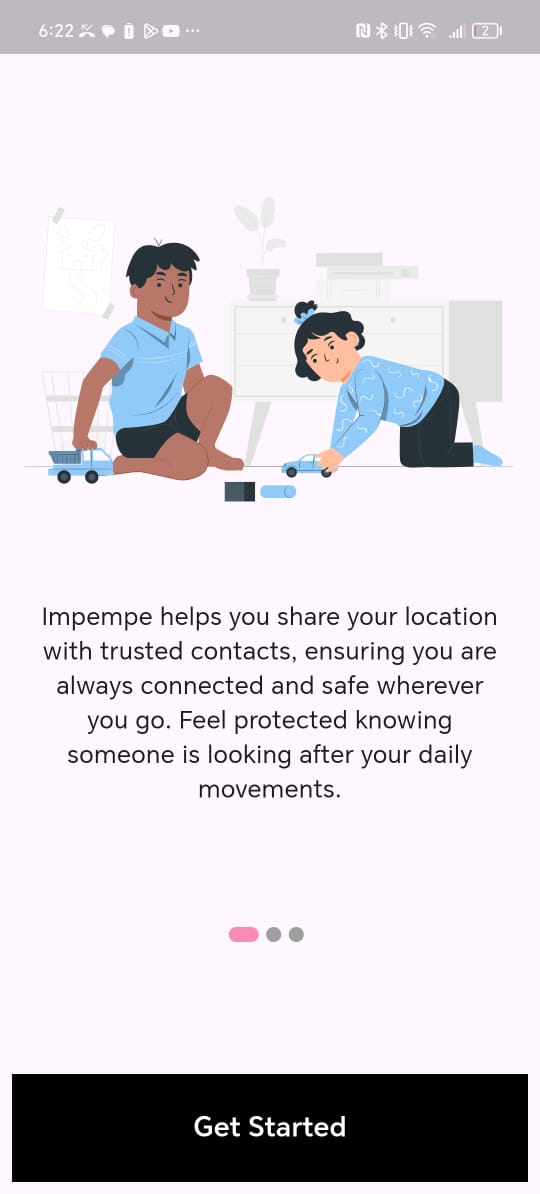 6:22
2
Impempe helps you share your location
with trusted contacts, ensuring you are
always connected and safe wherever
you go. Feel protected knowing
someone is looking after your daily
movements.
Get Started